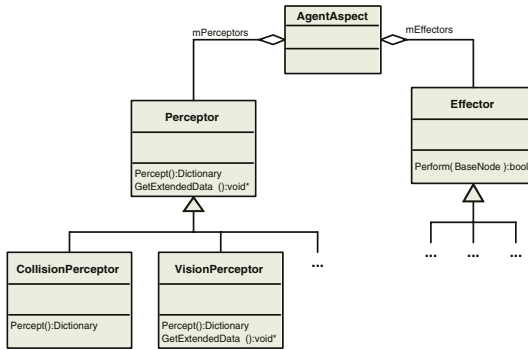 AgentAspect
mPerceptors
mEffectors
Perceptor
Percept():Dictionary
GetExtendedData ():void*
Effector
Perform( BaseNode ):bool
CollisionPerceptor
Percept():Dictionary
VisionPerceptor
Percept():Dictionary
GetExtendedData ():void*
...
...
...
...